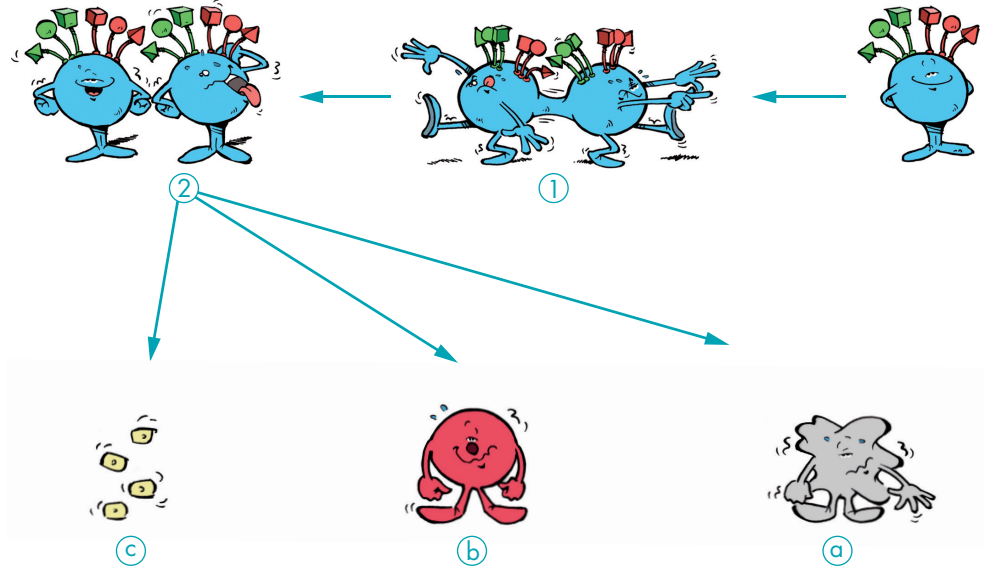 ② ①
ⓒ ⓑ ⓐ